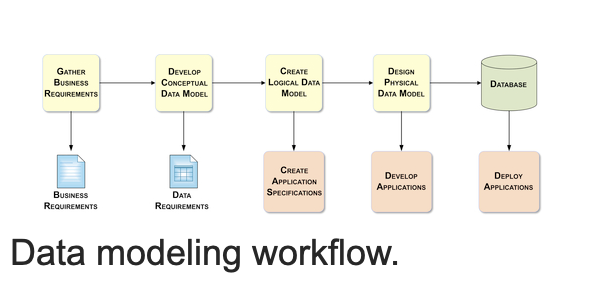 GATHER
BUSINESS
REQUIREMENTS
DEVELOP
CONCEPTUAL
DATA MODEL
CREATE
LOGICAL DATA
MODEL
DESIGN
PHYSICAL
DATA MODEL
DATABASE
BUSINESS
REQUIREMENTS
DATA
REQUIREMENTS
CREATE
APPLICATION
SPECIFICATIONS
DEVELOP
APPLICATIONS
DEPLOY
APPLICATIONS
Data modeling workflow.